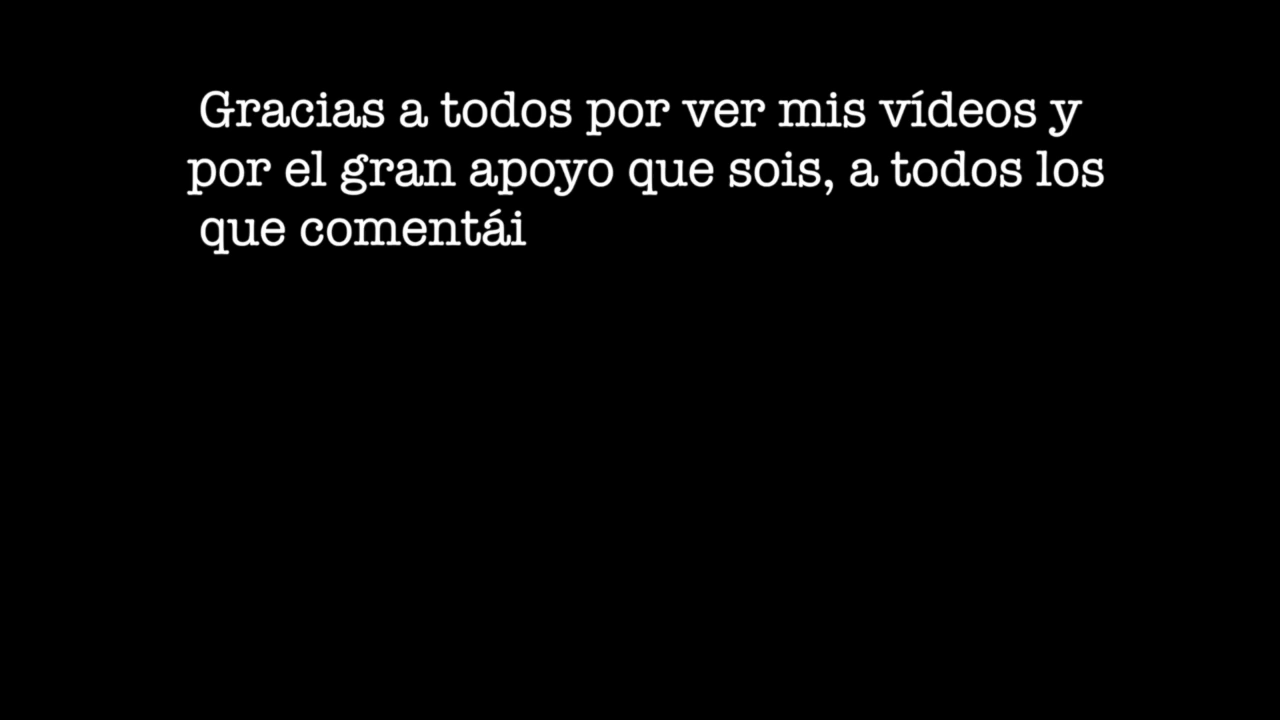 Gracias a todos por ver mis vídeos y
por el gran apoyo que sois, a todos los
que comentái